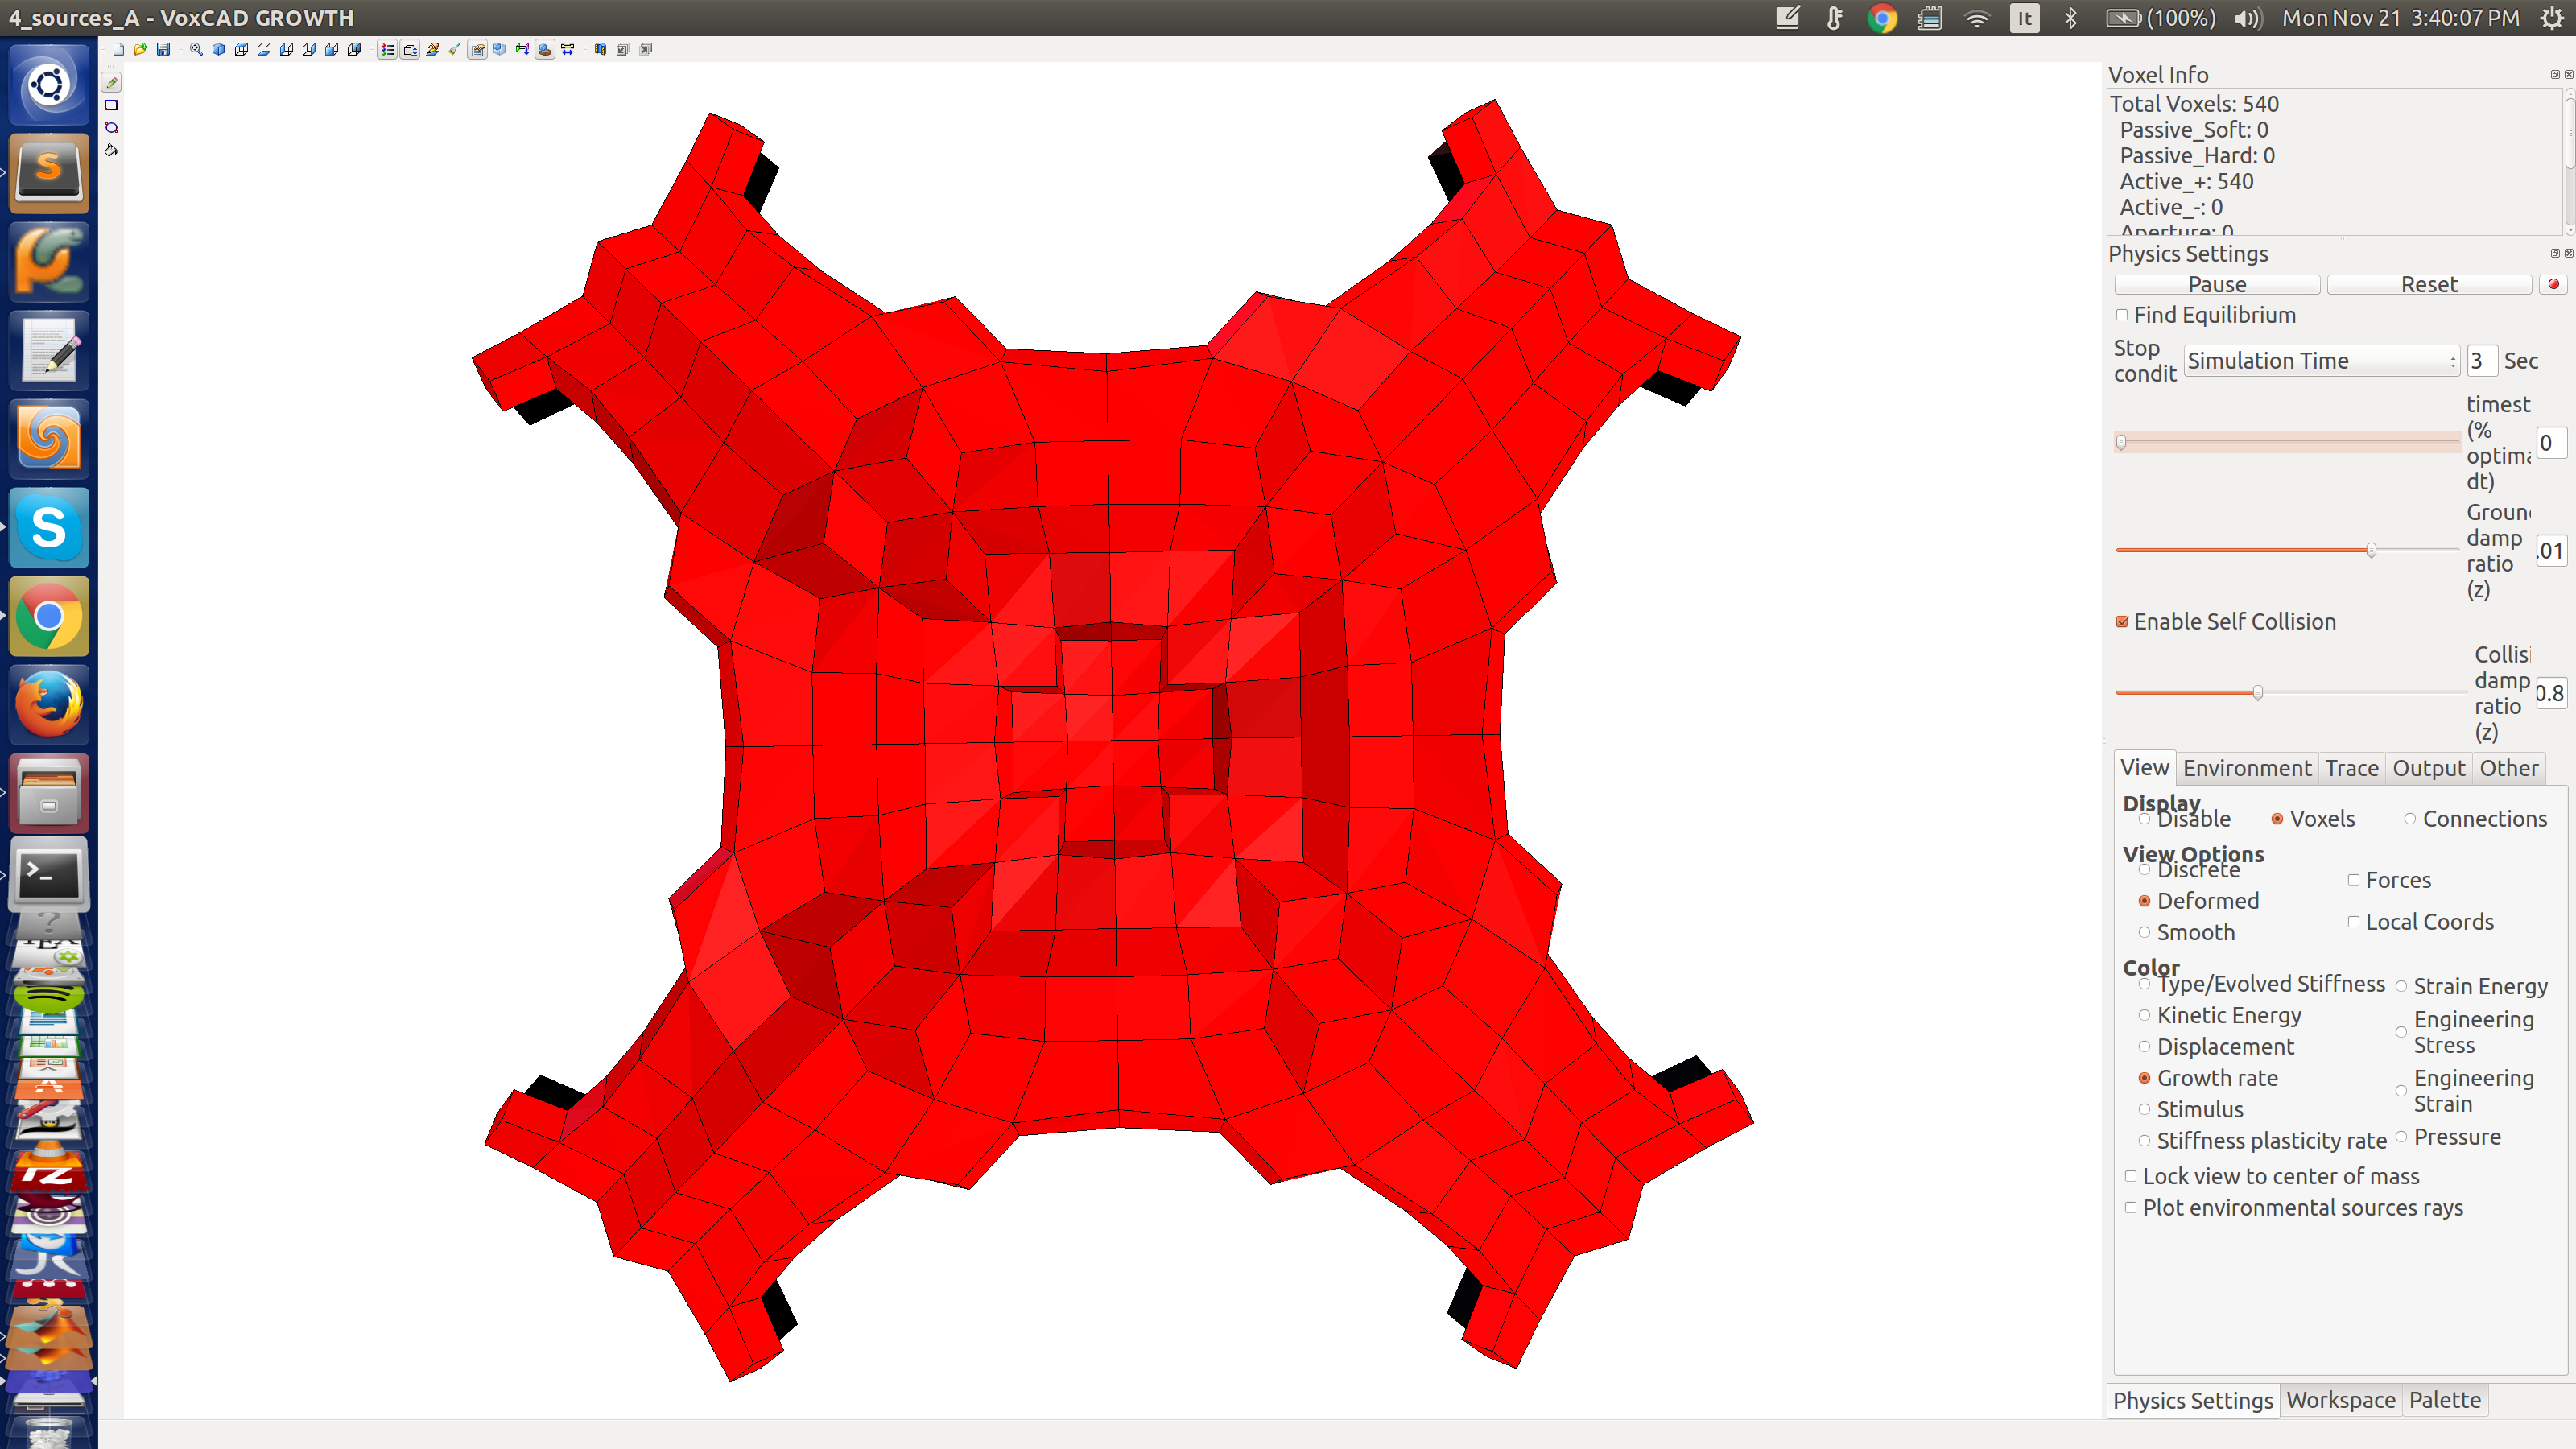 4_sources_A - VoxCAD GROWTH
It
(100%)
Mon Nov 21 3:40:07 PM
Voxel Info
Total Voxels: 540
Passive_Soft: 0
Passive_Hard: 0
Active_+: 540
Active_-: 0
Aperture: 0
Physics Settings
Pause
Reset
Find Equilibrium
Stop
condit
Simulation Time
3
Sec
timest
(%
optima
dt)
0
Groun
damp
ratio
(z)
.01
Enable Self Collision
Collisi
damp
ratio
(z)
0.8
View
Environment
Trace
Output
Other
Display
Disable
Voxels
Connections
View Options
Discrete
Forces
Deformed
Local Coords
Smooth
Color
Type/Evolved Stiffness
Strain Energy
Kinetic Energy
Engineering
Stress
Displacement
Growth rate
Engineering
Strain
Stimulus
Stiffness plasticity rate
Pressure
Lock view to center of mass
Plot environmental sources rays
Physics Settings
Workspace
Palette